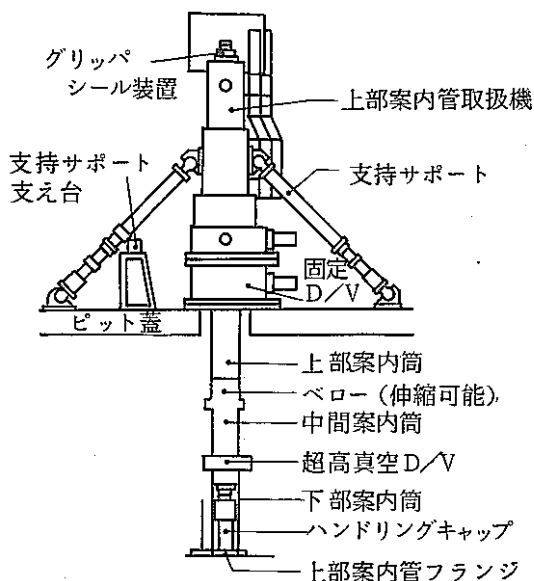 グリッパ
シール装置
上部案内管取扱機
支持サポート
支え台
支持サポート
固定
D/V
ピット蓋
上部案内筒
ベロー(伸縮可能)
中間案内筒
超高真空D/V
下部案内筒
ハンドリングキャップ
上部案内管フランジ